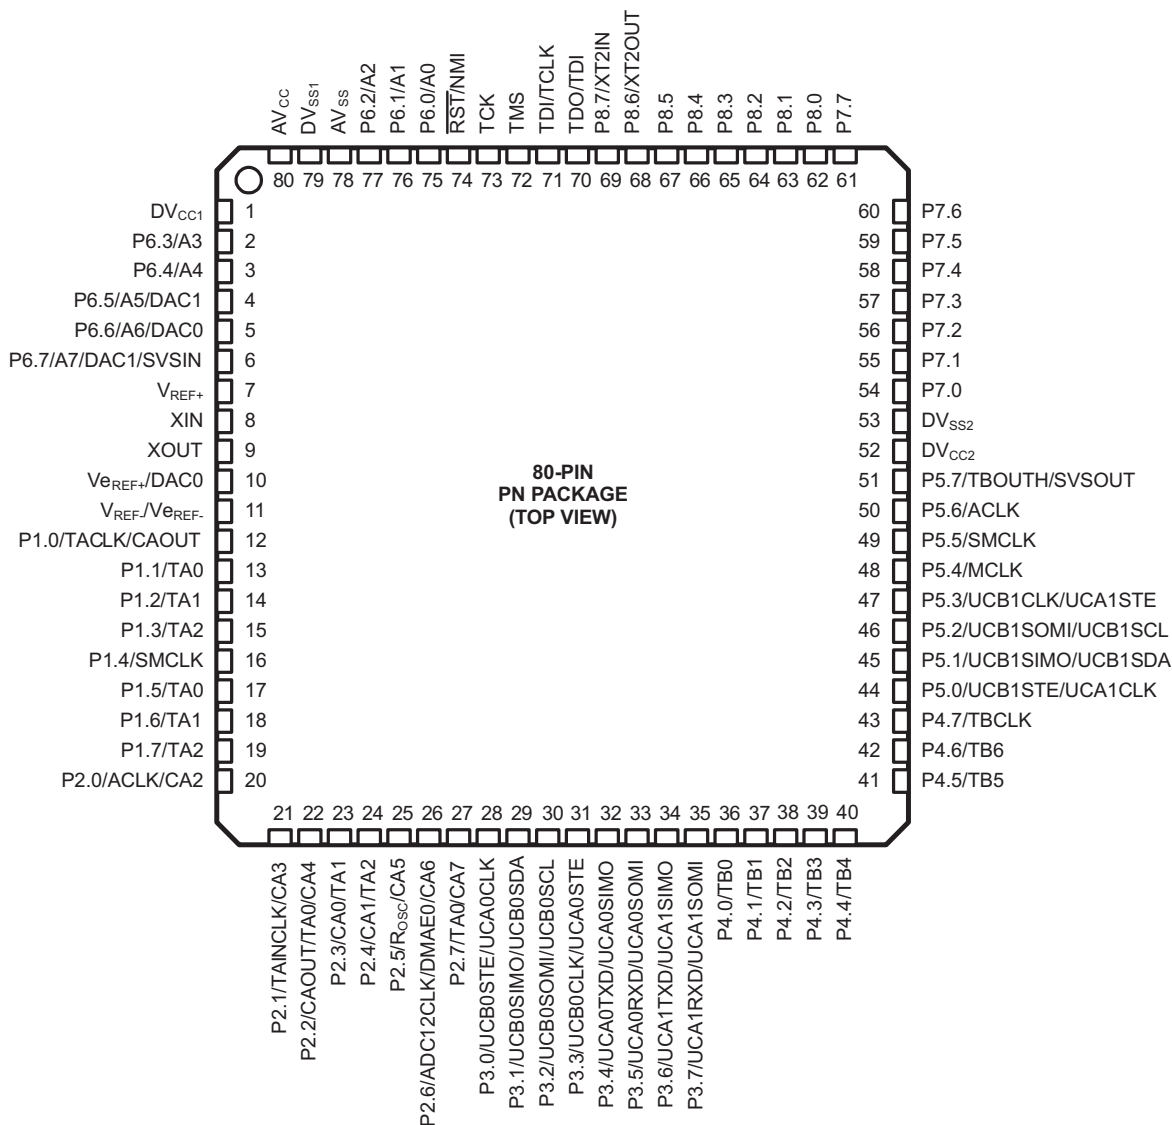 AVCC
DVSS1
AVSS
P6.2/A2
P6.1/A1
P6.0/A0
RST/NMI
TCK
TMS
TDI/TCLK
TDO/TDI
P8.7/XT2IN
P8.6/XT2OUT
P8.5
P8.4
P8.3
P8.2
P8.1
P8.0
P7.7
80 79 78 77 76 75 74 73 72 71 70 69 68 67 66 65 64 63 62 61
DVCC1 1
P6.3/A3 2
P6.4/A4 3
P6.5/A5/DAC1 4
P6.6/A6/DAC0 5
P6.7/A7/DAC1/SVSIN 6
VREF+ 7
XIN 8
XOUT 9
VeREF+/DAC0 10
VREF-/VeREF- 11
P1.0/TACLK/CAOUT 12
P1.1/TA0 13
P1.2/TA1 14
P1.3/TA2 15
P1.4/SMCLK 16
P1.5/TA0 17
P1.6/TA1 18
P1.7/TA2 19
P2.0/ACLK/CA2 20
80-PIN
PN PACKAGE
(TOP VIEW)
60 P7.6
59 P7.5
58 P7.4
57 P7.3
56 P7.2
55 P7.1
54 P7.0
53 DVSS2
52 DVCC2
51 P5.7/TBOUTH/SVSOUT
50 P5.6/ACLK
49 P5.5/SMCLK
48 P5.4/MCLK
47 P5.3/UCB1CLK/UCA1STE
46 P5.2/UCB1SOMI/UCB1SCL
45 P5.1/UCB1SIMO/UCB1SDA
44 P5.0/UCB1STE/UCA1CLK
43 P4.7/TBCLK
42 P4.6/TB6
41 P4.5/TB5
21 22 23 24 25 26 27 28 29 30 31 32 33 34 35 36 37 38 39 40
P2.1/TAINCLK/CA3
P2.2/CAOUT/TA0/CA4
P2.3/CA0/TA1
P2.4/CA1/TA2
P2.5/ROSC/CA5
P2.6/ADC12CLK/DMAE0/CA6
P2.7/TA0/CA7
P3.0/UCB0STE/UCA0CLK
P3.1/UCB0SIMO/UCB0SDA
P3.2/UCB0SOMI/UCB0SCL
P3.3/UCB0CLK/UCA0STE
P3.4/UCA0TXD/UCA0SIMO
P3.5/UCA0RXD/UCA0SOMI
P3.6/UCA1TXD/UCA1SIMO
P3.7/UCA1RXD/UCA1SOMI
P4.0/TB0
P4.1/TB1
P4.2/TB2
P4.3/TB3
P4.4/TB4